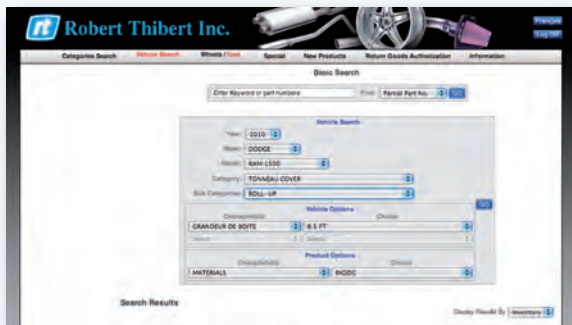 rt Robert Thibert Inc.
Français
Log Off
Categories Search Vehicle Search Wheels / Tires Special New Products Return Goods Authorization Information
Basic Search
Enter Keyword or part numbers Find: Partial Part No. GO
Vehicle Search
Year: 2010
Make: DODGE
Model: RAM 1500
Category: TONNEAU COVER
Sub Categories: ROLL-UP
GO
Vehicle Options
Characteristic Choice
GRANDEUR DE BOITE 6.5 FT
Select Select
Product Options
Characteristic Choice
MATERIALS
Search Results
Display Results By: Inventory